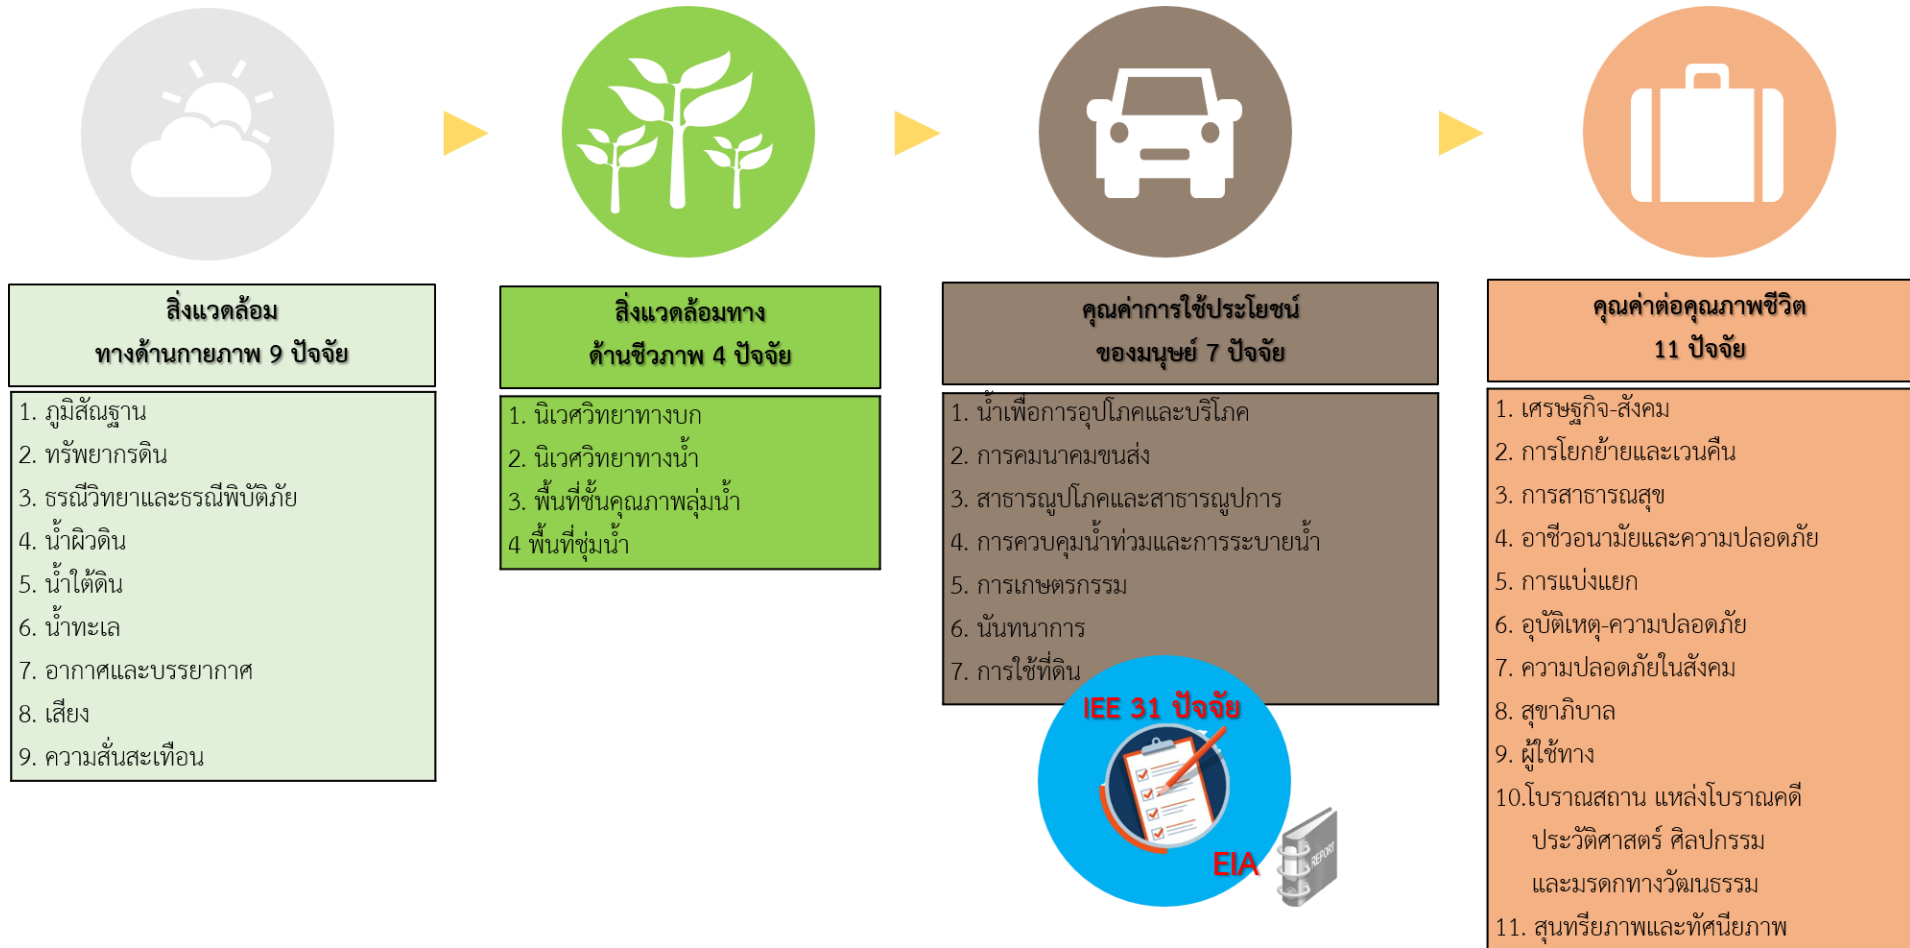 สิ่งแวดล้อม
ทางด้านกายภาพ 9 ปัจจัย
1. ภูมิสัณฐาน
2. ทรัพยากรดิน
3. ธรณีวิทยาและธรณีพิบัติภัย
4. น้ำผิวดิน
5. น้ำใต้ดิน
6. น้ำทะเล
7. อากาศและบรรยากาศ
8. เสียง
9. ความสั่นสะเทือน
สิ่งแวดล้อมทาง
ด้านชีวภาพ 4 ปัจจัย
1. นิเวศวิทยาทางบก
2. นิเวศวิทยาทางน้ำ
3. พื้นที่ชั้นคุณภาพลุ่มน้ำ
4 พื้นที่ชุ่มน้ำ
คุณค่าการใช้ประโยชน์
ของมนุษย์ 7 ปัจจัย
1. น้ำเพื่อการอุปโภคและบริโภค
2. การคมนาคมขนส่ง
3. สาธารณูปโภคและสาธารณูปการ
4. การควบคุมน้ำท่วมและการระบายน้ำ
5. การเกษตรกรรม
6. นันทนาการ
7. การใช้ที่ดิน
IEE 31 ปัจจัย
EIA
REPORT
คุณค่าต่อคุณภาพชีวิต
11 ปัจจัย
1. เศรษฐกิจ-สังคม
2. การโยกย้ายและเวนคืน
3. การสาธารณสุข
4. อาชีวอนามัยและความปลอดภัย
5. การแบ่งแยก
6. อุบัติเหตุ-ความปลอดภัย
7. ความปลอดภัยในสังคม
8. สุขาภิบาล
9. ผู้ใช้ทาง
10.โบราณสถาน แหล่งโบราณคดี
ประวัติศาสตร์ ศิลปกรรม
และมรดกทางวัฒนธรรม
11. สุนทรียภาพและทัศนียภาพ